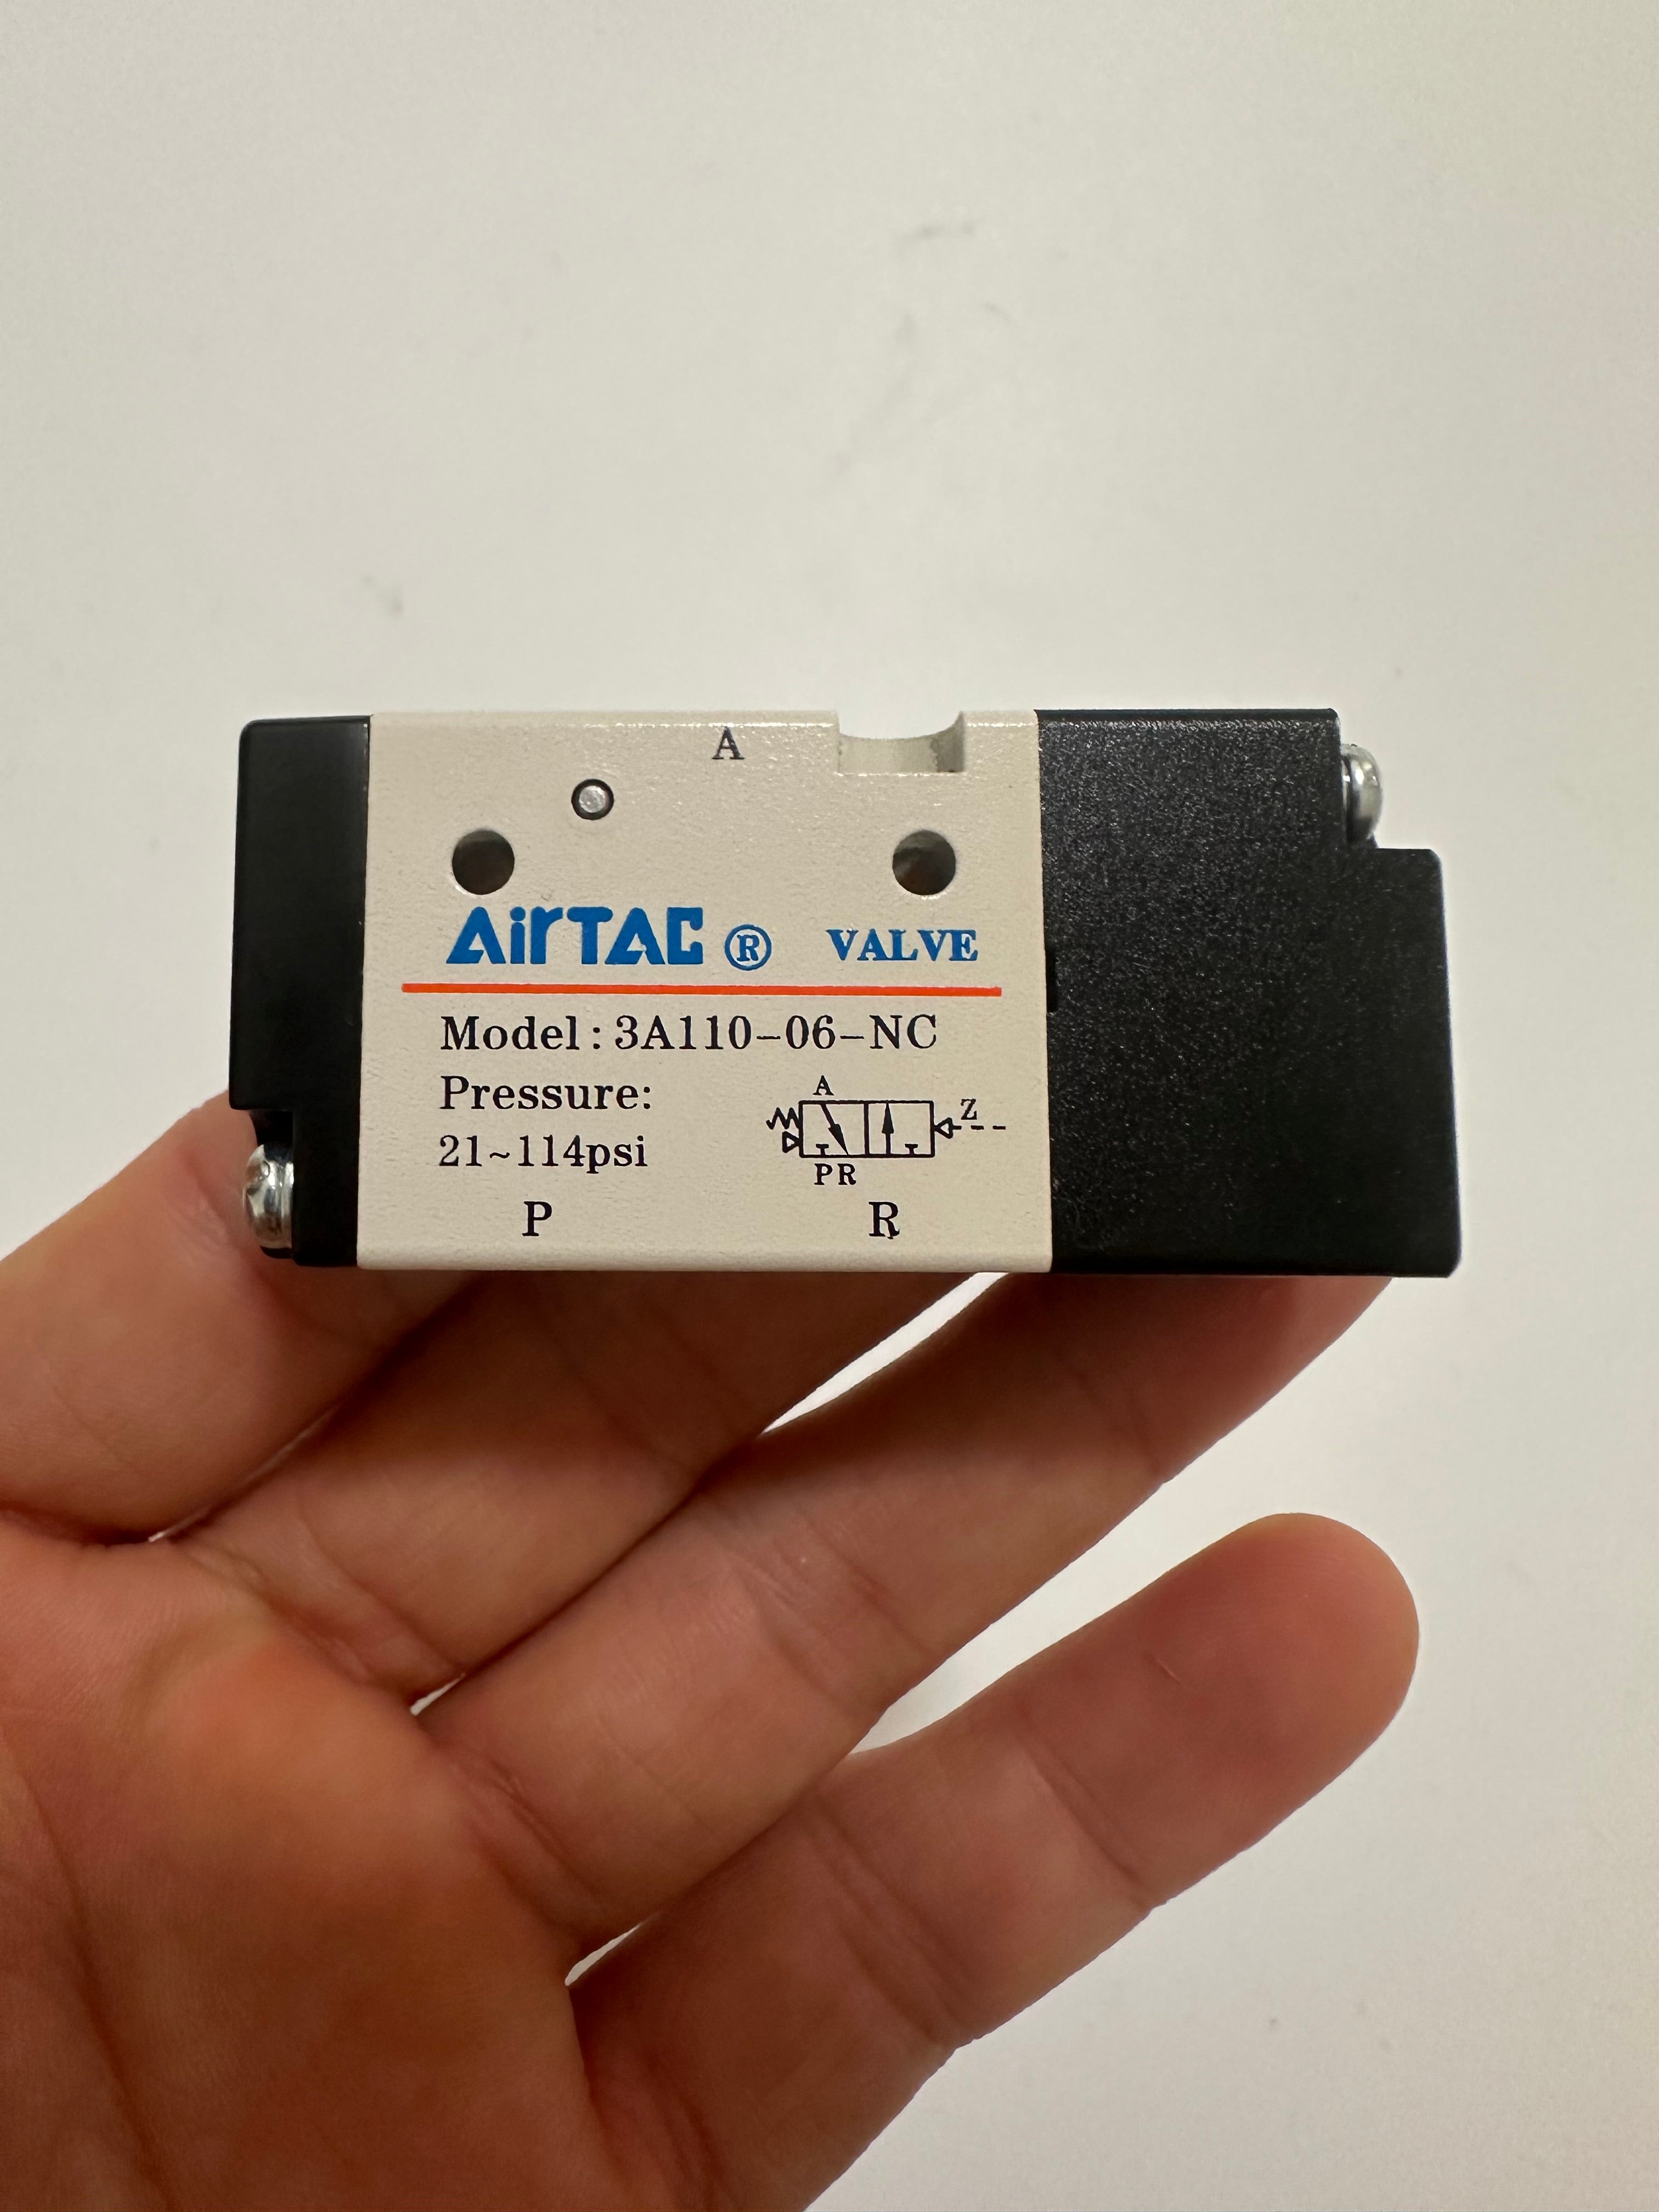 A
AirTAC ® VALVE
Model: 3A110-06-NC
Pressure:
21~114psi
A
Z
PR
P R